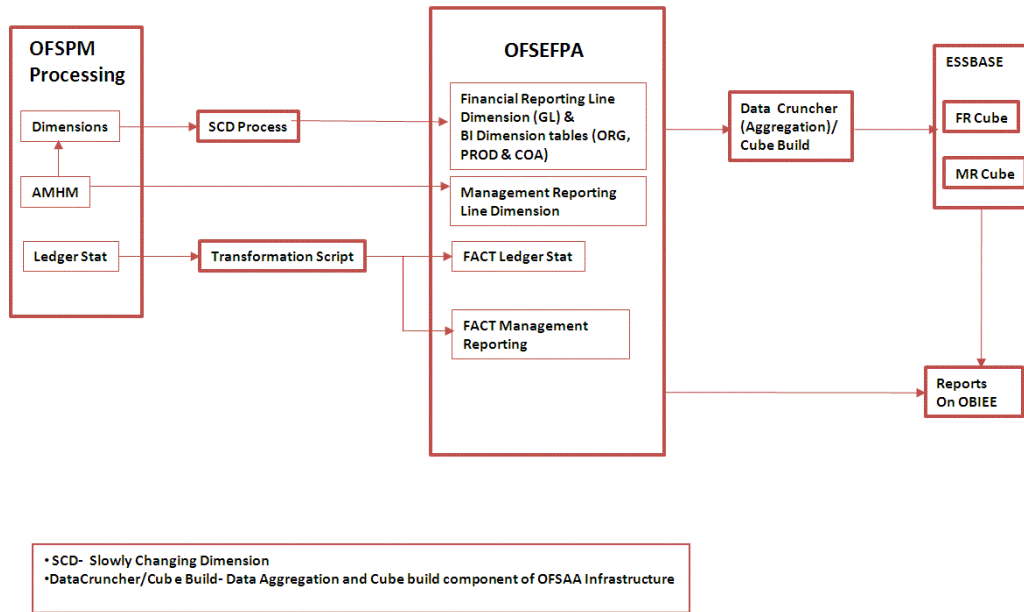 OFSPM
Processing
Dimensions
AMHM
Ledger Stat
SCD Process
Transformation Script
OFSEFPA
Financial Reporting Line
Dimension (GL) &
BI Dimension tables (ORG,
PROD & COA)
Management Reporting
Line Dimension
FACT Ledger Stat
FACT Management
Reporting
Data Cruncher
(Aggregation)/
Cube Build
ESSBASE
FR Cube
MR Cube
Reports
On OBIEE
• SCD- Slowly Changing Dimension
•DataCruncher/Cube Build- Data Aggregation and Cube build component of OFSAA Infrastructure